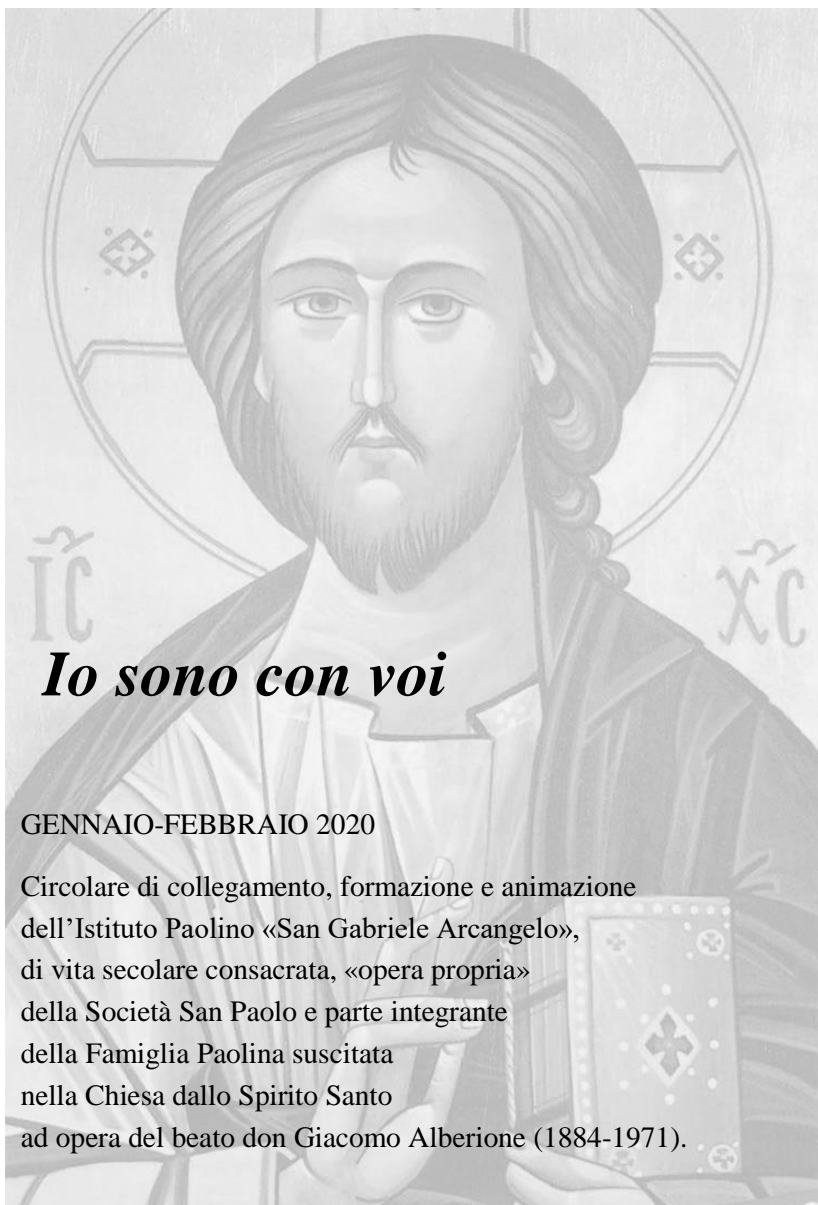 IC
XC
Io sono con voi
GENNAIO-FEBBRAIO 2020
Circolare di collegamento, formazione e animazione
dell’Istituto Paolino «San Gabriele Arcangelo»,
di vita secolare consacrata, «opera propria»
della Società San Paolo e parte integrante
della Famiglia Paolina suscitata
nella Chiesa dallo Spirito Santo
ad opera del beato don Giacomo Alberione (1884-1971).